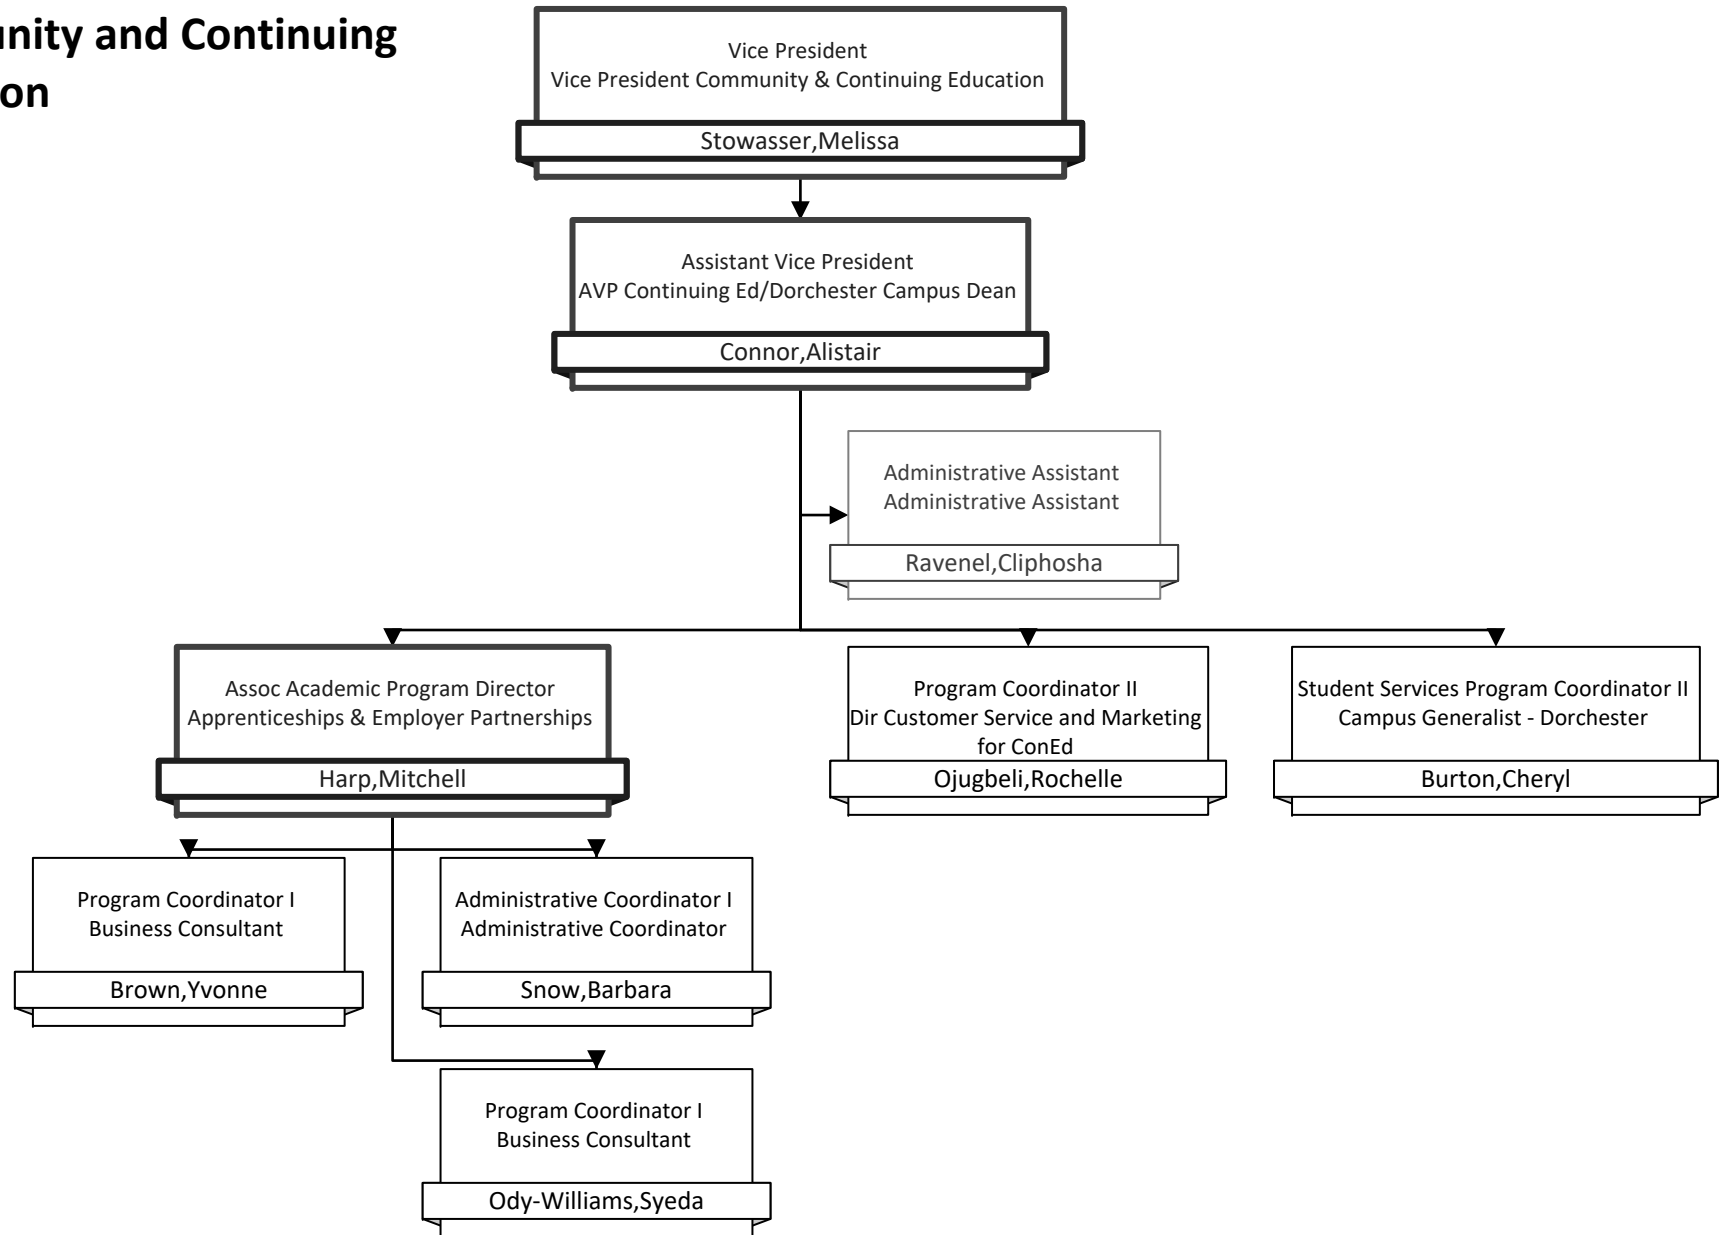 unity and Continuing
on
Vice President
Vice President Community & Continuing Education
Stowasser,Melissa
Assistant Vice President
AVP Continuing Ed/Dorchester Campus Dean
Connor,Alistair
Administrative Assistant
Administrative Assistant
Ravenel,Cliphosha
Assoc Academic Program Director
Apprenticeships & Employer Partnerships
Harp,Mitchell
Program Coordinator II
Dir Customer Service and Marketing
for ConEd
Ojugbeli,Rochelle
Student Services Program Coordinator II
Campus Generalist - Dorchester
Burton,Cheryl
Program Coordinator I
Business Consultant
Brown,Yvonne
Administrative Coordinator I
Administrative Coordinator
Snow,Barbara
Program Coordinator I
Business Consultant
Ody-Williams,Syeda